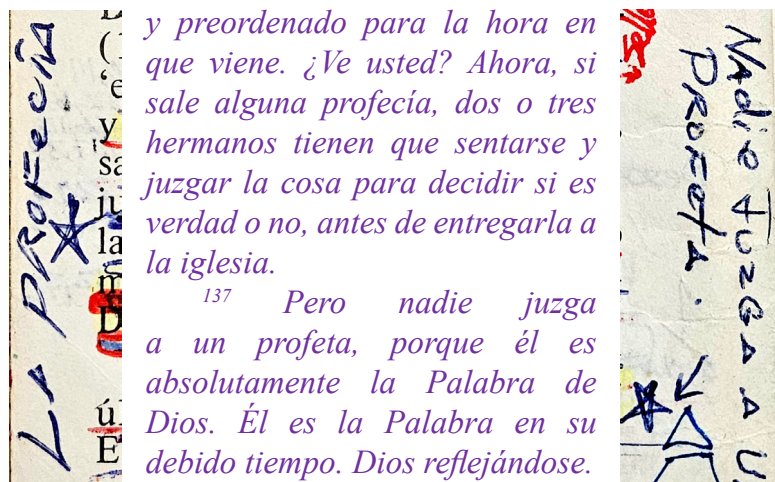 LA PROFECÍA
y preordenado para la hora en
que viene. ¿Ve usted? Ahora, si
sale alguna profecía, dos o tres
hermanos tienen que sentarse y
juzgar la cosa para decidir si es
verdad o no, antes de entregarla a
la iglesia.
137 Pero nadie juzga
a un profeta, porque él es
absolutamente la Palabra de
Dios. Él es la Palabra en su
debido tiempo. Dios reflejándose.
NAdie JUZGA A
PROFETA.